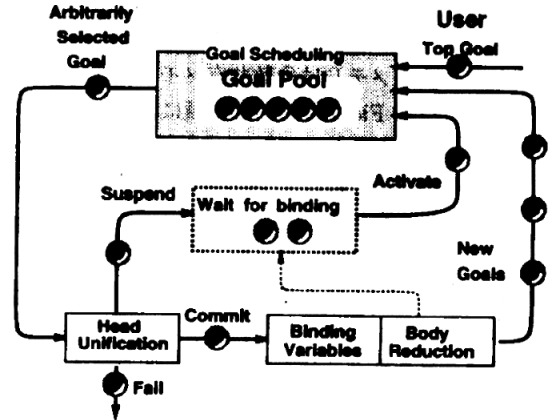 Arbitrarily
Selected
Goal
User
Top Goal
Goal Scheduling
Goal Pool
Suspend
Wait for binding
Activate
New
Goals
Head
Unification
Commit
Binding
Variables
Body
Reduction
Fail